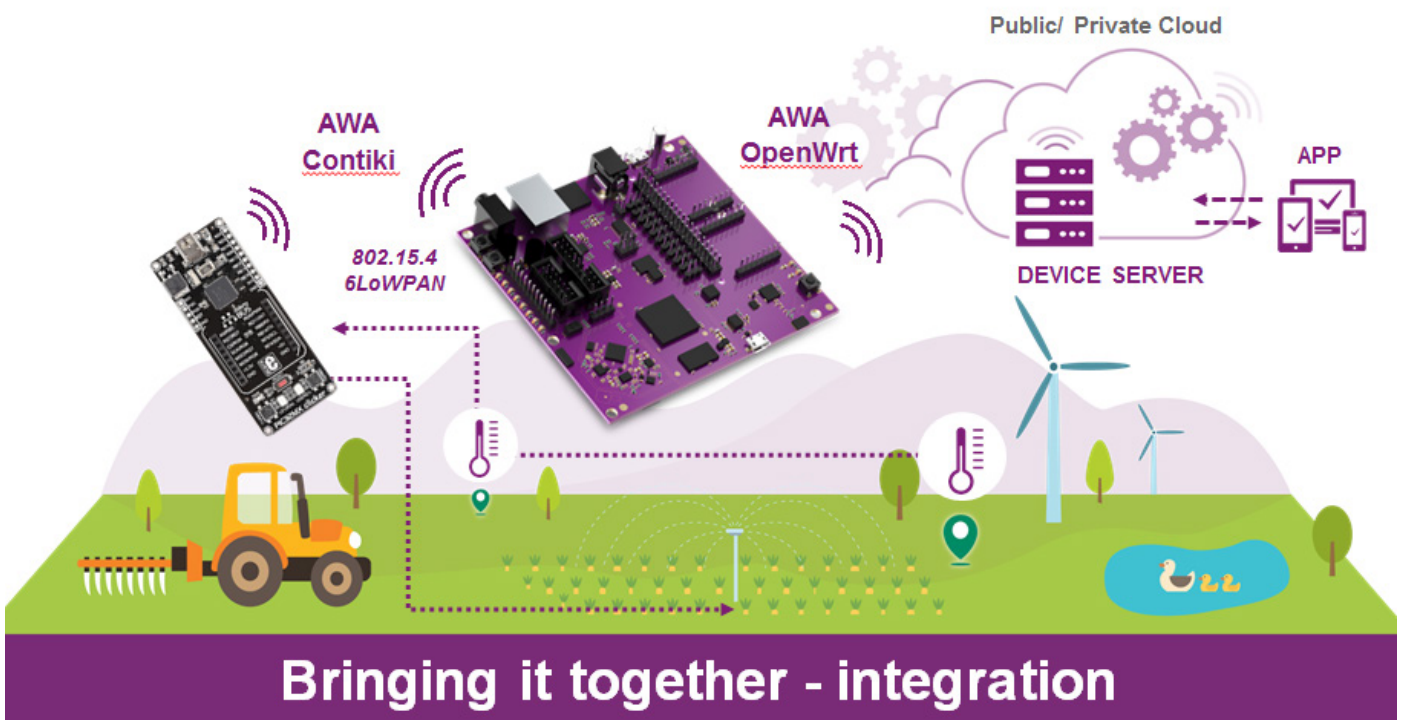 Public/ Private Cloud
AWA
Contiki
AWA
OpenWrt
APP
802.15.4
6LoWPAN
DEVICE SERVER
Bringing it together - integration